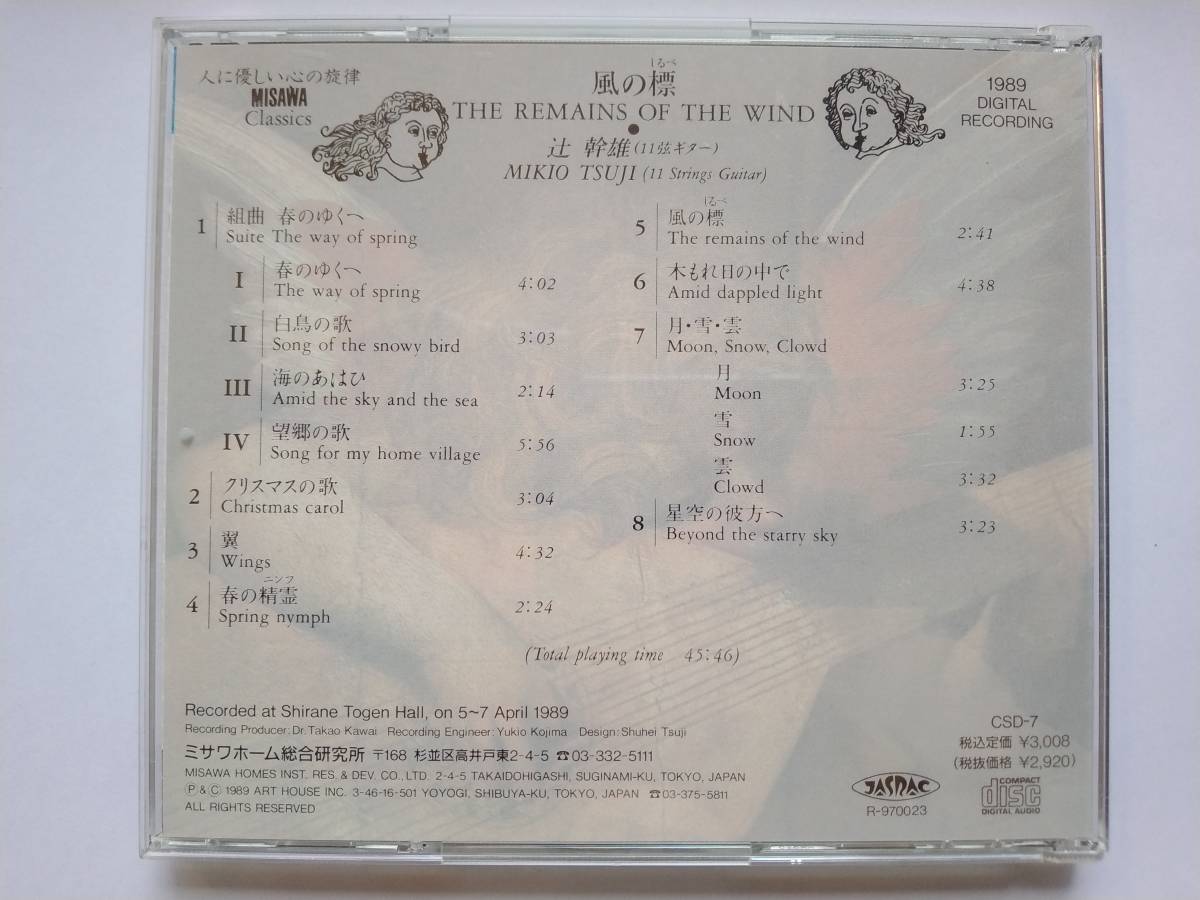 人に優しい心の旋律
MISAWA
Classics
しるべ
風の標
THE REMAINS OF THE WIND
辻 幹雄(11弦ギター)
MIKIO TSUJI (11 Strings Guitar)
1989
DIGITAL
RECORDING
1 組曲 春のゆくへ
Suite The way of spring
I 春のゆくへ
The way of spring 4:02
II 白鳥の歌
Song of the snowy bird 3:03
III 海のあはひ
Amid the sky and the sea 2:14
IV 望郷の歌
Song for my home village 5:56
2 クリスマスの歌
Christmas carol 3:04
3 翼
Wings 4:32
ニンフ
4 春の精霊
Spring nymph 2:24
しるべ
5 風の標
The remains of the wind 2:41
6 木もれ日の中で
Amid dappled light 4:38
7 月・雪・雲
Moon, Snow, Clowd
月
Moon 3:25
雪
Snow 1:55
雲
Clowd 3:32
8 星空の彼方へ
Beyond the starry sky 3:23
(Total playing time 45:46)
Recorded at Shirane Togen Hall, on 5~7 April 1989
Recording Producer:Dr.Takao Kawai Recording Engineer:Yukio Kojima Design:Shuhei Tsuji
ミサワホーム総合研究所 〒168 杉並区高井戸東2-4-5 ☎03-332-5111
MISAWA HOMES INST. RES. & DEV. CO., LTD. 2-4-5 TAKAIDOHIGASHI, SUGINAMI-KU, TOKYO, JAPAN
Ⓟ&Ⓒ 1989 ART HOUSE INC. 3-46-16-501 YOYOGI, SHIBUYA-KU, TOKYO, JAPAN ☎03-375-5811
ALL RIGHTS RESERVED
CSD-7
税込定価 ¥3,008
(税抜価格 ¥2,920)
JASRAC
R-970023
COMPACT
disc
DIGITAL AUDIO